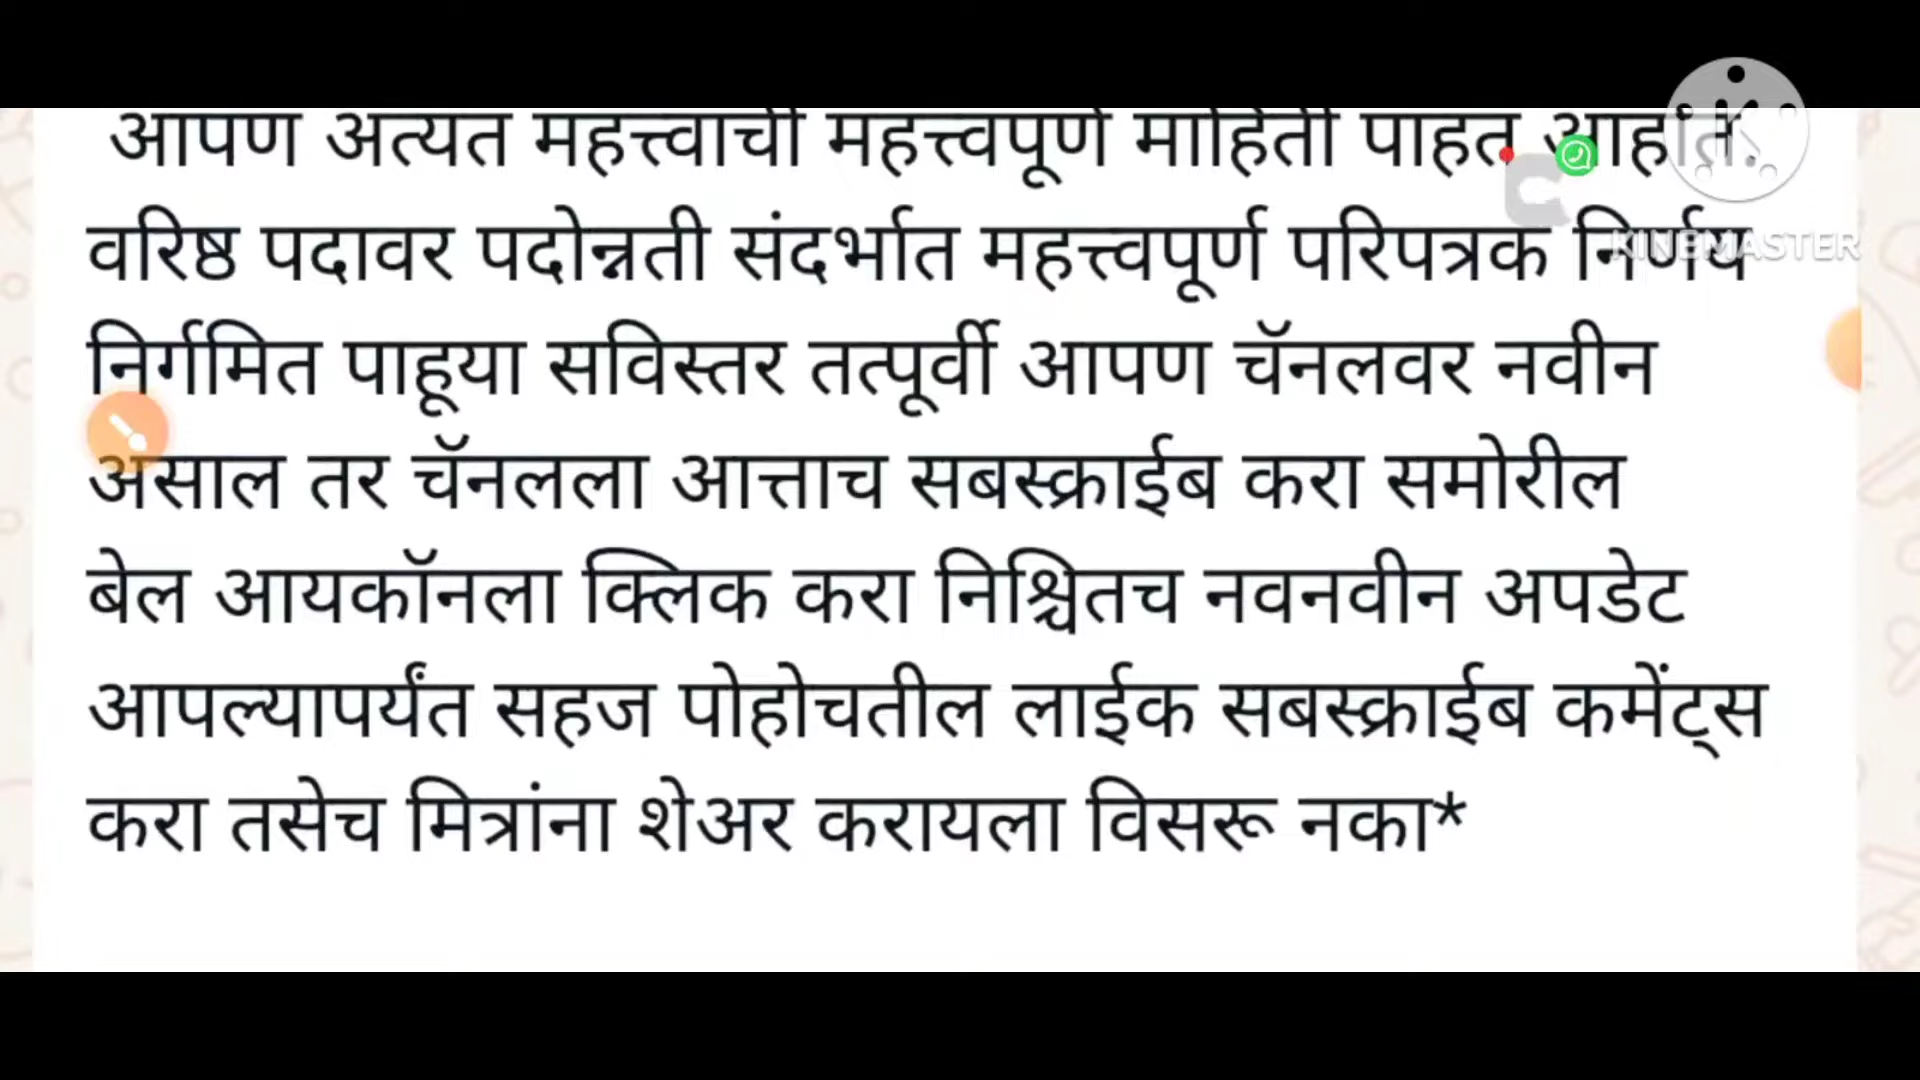 आपण अत्यंत महत्त्वाची महत्त्वपूर्ण माहिती पाहत आहोत.
वरिष्ठ पदावर पदोन्नती संदर्भात महत्त्वपूर्ण परिपत्रक निर्णय
KINEMASTER
निर्गमित पाहूया सविस्तर तत्पूर्वी आपण चॅनलवर नवीन
असाल तर चॅनलला आत्ताच सबस्क्राईब करा समोरील
बेल आयकॉनला क्लिक करा निश्चितच नवनवीन अपडेट
आपल्यापर्यंत सहज पोहोचतील लाईक सबस्क्राईब कमेंट्स
करा तसेच मित्रांना शेअर करायला विसरू नका*